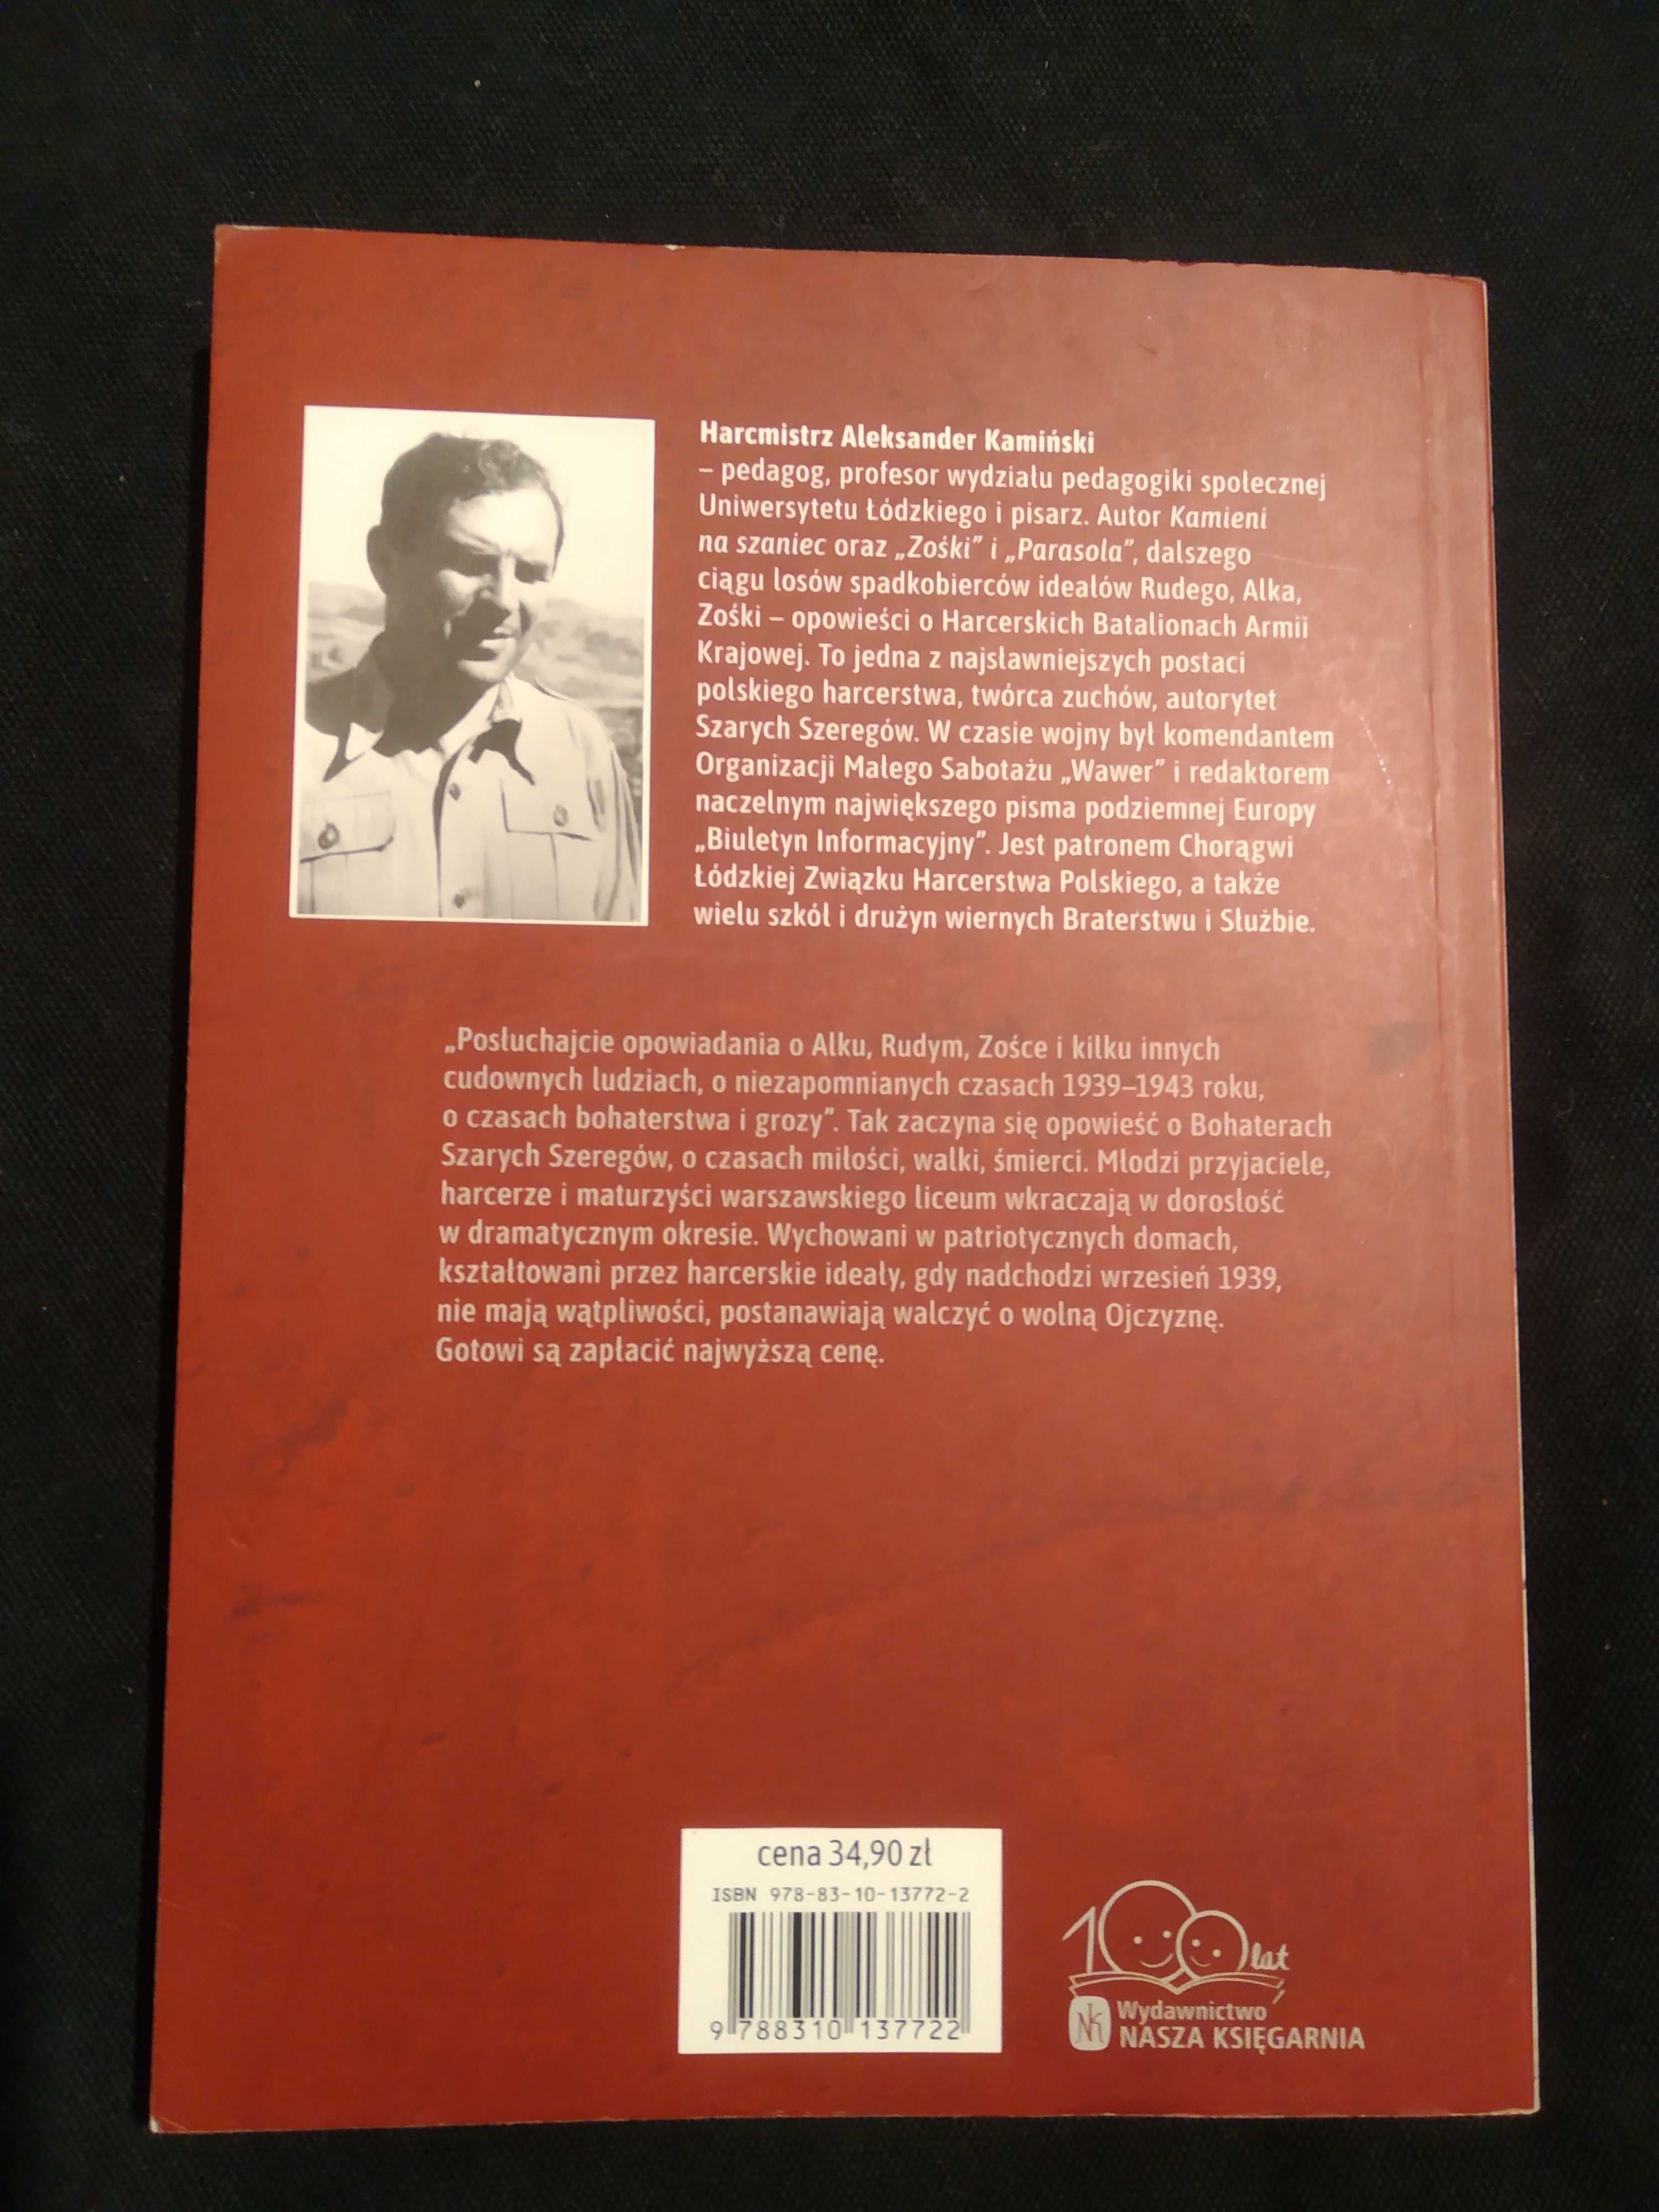 Harcmistrz Aleksander Kamiński
– pedagog, profesor wydziału pedagogiki społecznej
Uniwersytetu Łódzkiego i pisarz. Autor Kamieni
na szaniec oraz „Zośki” i „Parasola”, dalszego
ciągu losów spadkobierców ideałów Rudego, Alka,
Zośki – opowieści o Harcerskich Batalionach Armii
Krajowej. To jedna z najsławniejszych postaci
polskiego harcerstwa, twórca zuchów, autorytet
Szarych Szeregów. W czasie wojny był komendantem
Organizacji Małego Sabotażu „Wawer” i redaktorem
naczelnym największego pisma podziemnej Europy
„Biuletyn Informacyjny”. Jest patronem Chorągwi
Łódzkiej Związku Harcerstwa Polskiego, a także
wielu szkół i drużyn wiernych Braterstwu i Służbie.
„Posłuchajcie opowiadania o Alku, Rudym, Zośce i kilku innych
cudownych ludziach, o niezapomnianych czasach 1939–1943 roku,
o czasach bohaterstwa i grozy”. Tak zaczyna się opowieść o Bohaterach
Szarych Szeregów, o czasach miłości, walki, śmierci. Młodzi przyjaciele,
harcerze i maturzyści warszawskiego liceum wkraczają w dorosłość
w dramatycznym okresie. Wychowani w patriotycznych domach,
kształtowani przez harcerskie ideały, gdy nadchodzi wrzesień 1939,
nie mają wątpliwości, postanawiają walczyć o wolną Ojczyznę.
Gotowi są zapłacić najwyższą cenę.
cena 34,90 zł
ISBN 978-83-10-13772-2
9 788310 137722
100 lat
NK Wydawnictwo
NASZA KSIĘGARNIA